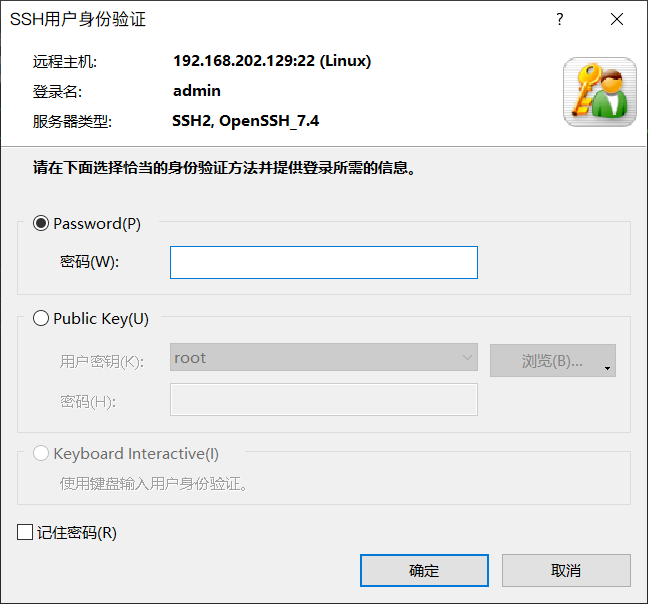 SSH用户身份验证
远程主机: 192.168.202.129:22 (Linux)
登录名: admin
服务器类型: SSH2, OpenSSH_7.4
请在下面选择恰当的身份验证方法并提供登录所需的信息。
Password(P)
密码(W):
Public Key(U)
用户密钥(K): root 浏览(B)...
密码(H):
Keyboard Interactive(I)
使用键盘输入用户身份验证。
记住密码(R)
确定 取消